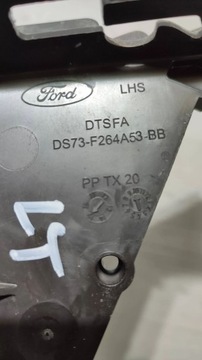 Ford LHS
DTSFA
DS73-F264A53-BB
PP TX 20
LT